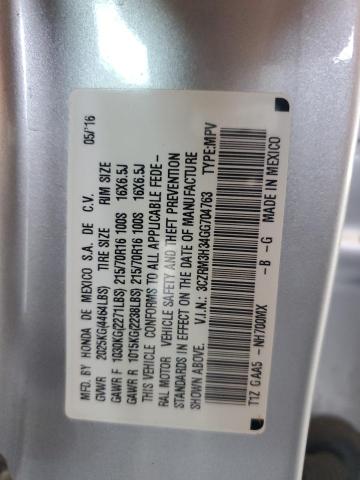 MFD. BY HONDA DE MEXICO S.A. DE C.V. 05/16
GVWR 2025KG(4464LBS) TIRE SIZE RIM SIZE
GAWR F 1030KG(2271LBS) 215/70R16 100S 16X6.5J
GAWR R 1015KG(2238LBS) 215/70R16 100S 16X6.5J
THIS VEHICLE CONFORMS TO ALL APPLICABLE FEDE-
RAL MOTOR VEHICLE SAFETY AND THEFT PREVENTION
STANDARDS IN EFFECT ON THE DATE OF MANUFACTURE
SHOWN ABOVE. V.I.N.: 3CZRM3H34GG704763 TYPE:MPV
T1Z GAA5 -NH700MX -B -G MADE IN MEXICO